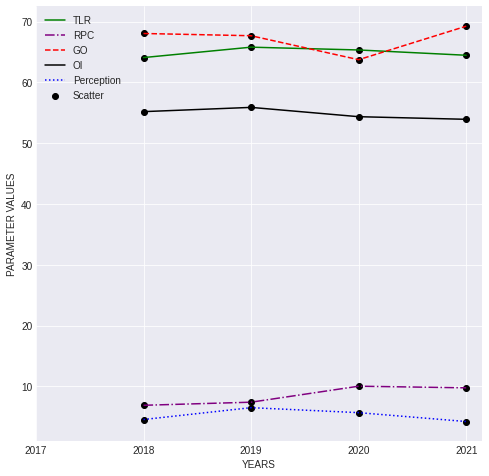 TLR
RPC
GO
OI
Perception
Scatter
70
60
50
40
30
20
10
PARAMETER VALUES
2017 2018 2019 2020 2021
YEARS